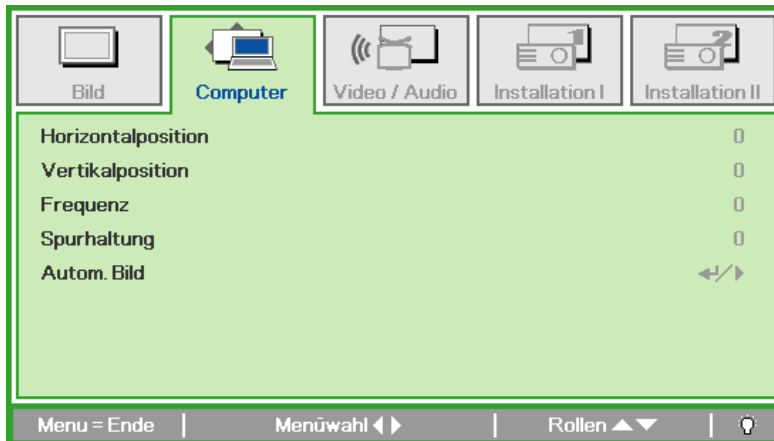 Bild
Computer
Video / Audio
Installation I
Installation II
Horizontalposition 0
Vertikalposition 0
Frequenz 0
Spurhaltung 0
Autom. Bild
Menu = Ende | Menüwahl | Rollen |